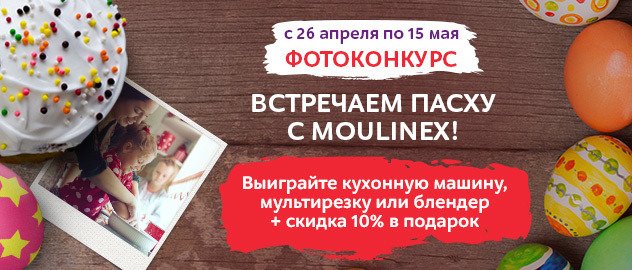 с 26 апреля по 15 мая
ФОТОКОНКУРС
ВСТРЕЧАЕМ ПАСХУ
С MOULINEX!
Выиграйте кухонную машину,
мультирезку или блендер
+ скидка 10% в подарок